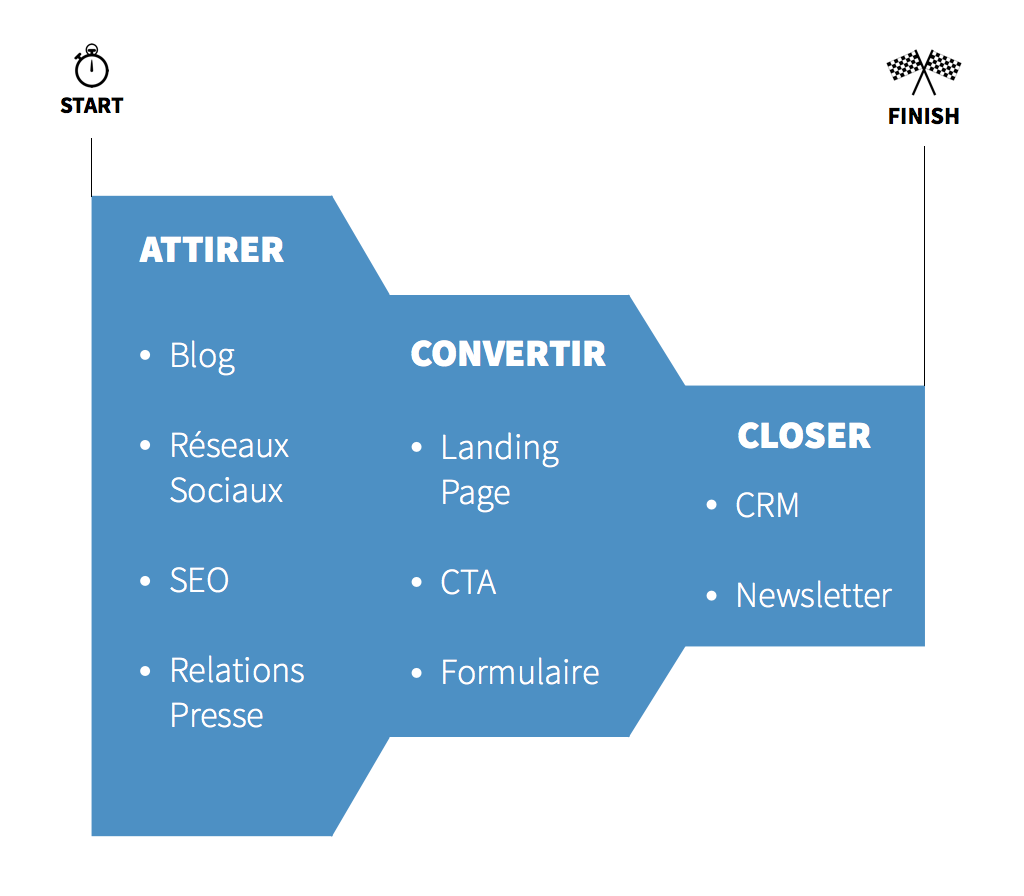 START
FINISH
ATTIRER
• Blog
• Réseaux
Sociaux
• SEO
• Relations
Presse
CONVERTIR
• Landing
Page
• CTA
• Formulaire
CLOSER
• CRM
• Newsletter